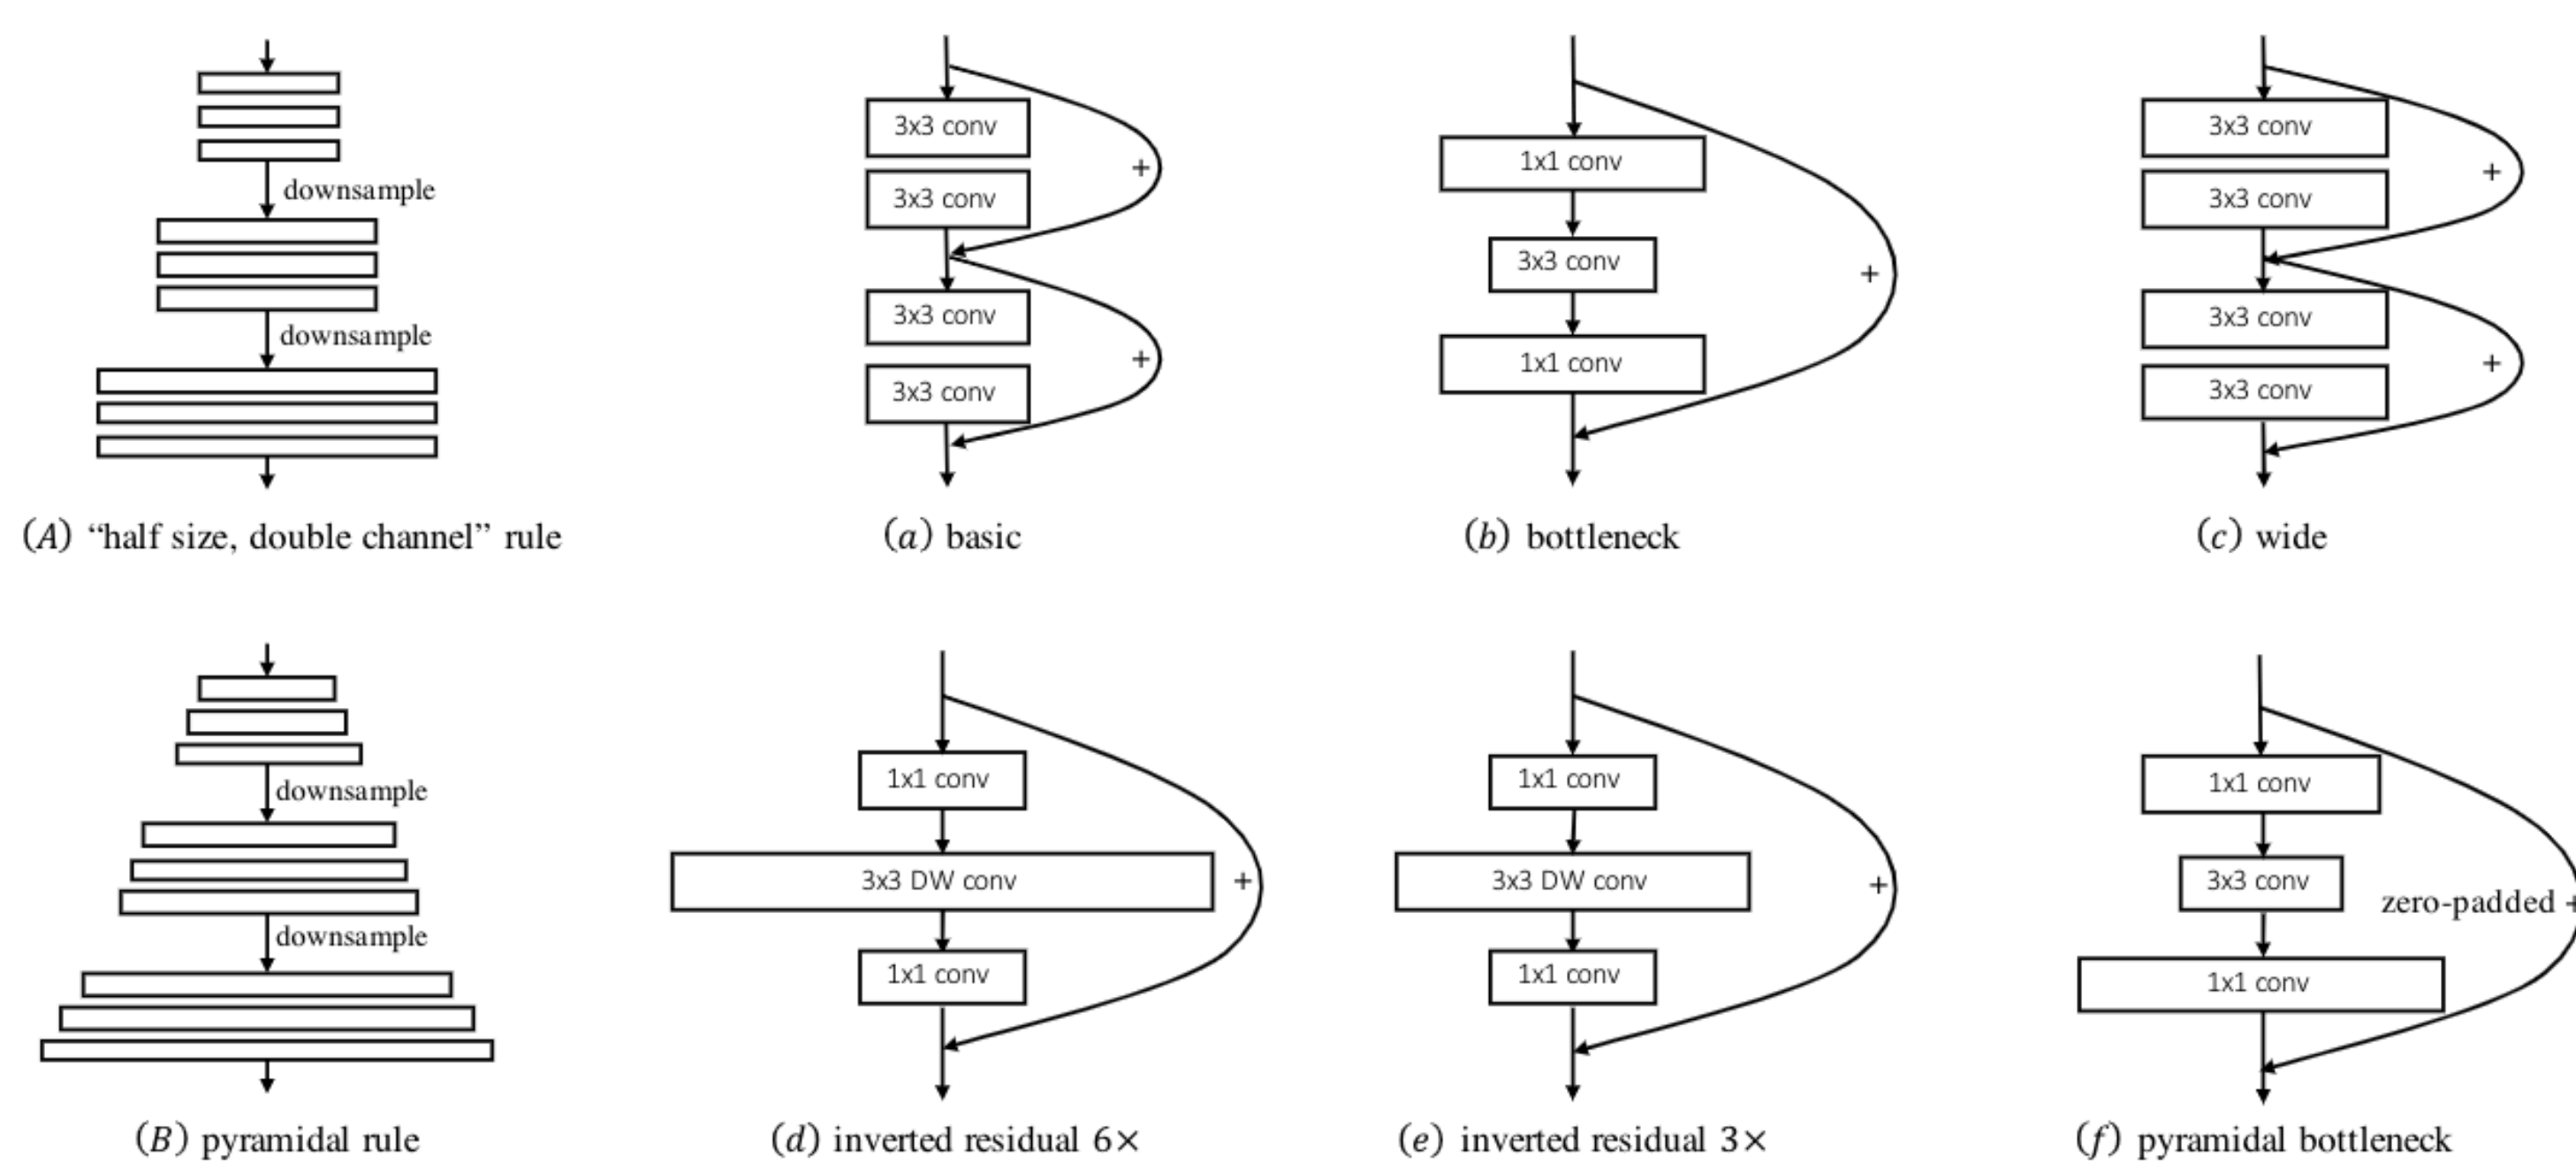 downsample
downsample
(A) “half size, double channel” rule
3x3 conv
3x3 conv
3x3 conv
3x3 conv
+
+
(a) basic
1x1 conv
3x3 conv
1x1 conv
+
(b) bottleneck
3x3 conv
3x3 conv
3x3 conv
3x3 conv
+
+
(c) wide
downsample
downsample
(B) pyramidal rule
1x1 conv
3x3 DW conv
1x1 conv
+
(d) inverted residual 6×
1x1 conv
3x3 DW conv
1x1 conv
+
(e) inverted residual 3×
1x1 conv
3x3 conv
zero-padded +
1x1 conv
(f) pyramidal bottleneck